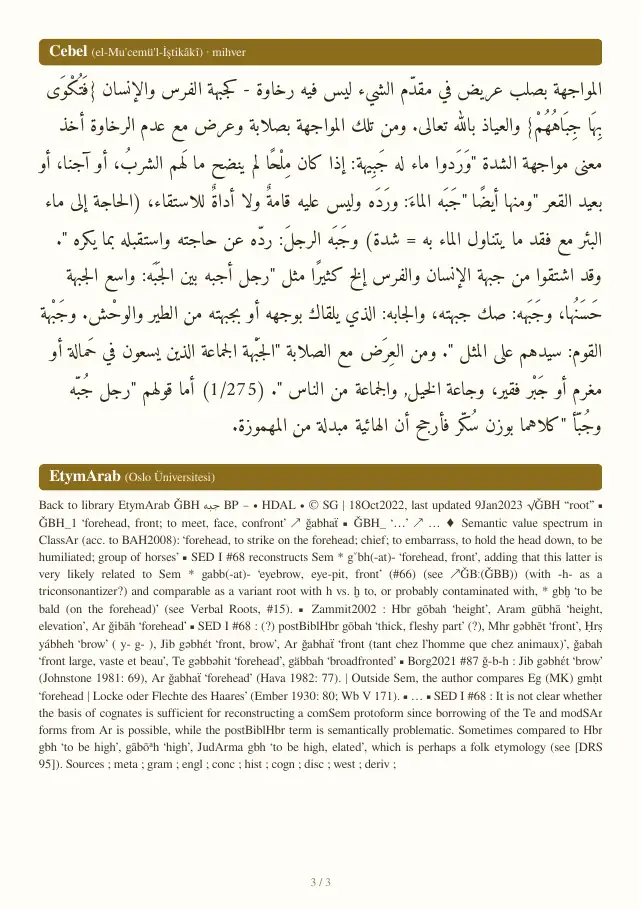 Cebel (el-Mu'cemü'l-İştikâkî) · mihver
المواجهة بصلب عريض في مقدّم الشيء ليس فيه رخاوة - كجبهة الفرس والإنسان {فَتُكْوَى
بِهَا جِبَاهُهُمْ} والعياذ بالله تعالى. ومن تلك المواجهة بصلابة وعرض مع عدم الرخاوة أخذ
معنى مواجهة الشدة "وَرَدوا ماء له جَبِيهة: إذا كان مِلْحًا لم ينضح ما لَهم الشربُ، أو آجنا، أو
بعيد القعر "ومنها أيضًا "جَبَه الماءَ: ورَدَه وليس عليه قامةٌ ولا أداةٌ للاستقاء، (الحاجة إلى ماء
البئر مع فقد ما يتناول الماء به = شدة) وجَبَه الرجلَ: ردّه عن حاجته واستقبله بما يكره ".
وقد اشتقوا من جبهة الإنسان والفرس إلخ كثيرًا مثل "رجل أجبه بين الجَبَه: واسع الجبهة
حَسَنُها، وجَبَهه: صك جبهته، والجابه: الذي يلقاك بوجهه أو بجبهته من الطير والوحْش. وجَبْهة
القوم: سيدهم على المثل ". ومن العِرَض مع الصلابة "الجَبْهة الجماعة الذين يسعون في حَمالة أو
مغرم أو جَبْر فقير، وجاعة الخيل, والجماعة من الناس ". (1/275) أما قولهم "رجل جُبّه
وجُبّأ "كلاهما بوزن سُكّر فأرجح أن الهائية مبدلة من المهموزة.
EtymArab (Oslo Üniversitesi)
Back to library EtymArab ǦBH جبه BP – • HDAL • © SG | 18Oct2022, last updated 9Jan2023 √ǦBH “root” ▪
ǦBH_1 ‘forehead, front; to meet, face, confront’ ↗ ǧabhaẗ ▪ ǦBH_ ‘…’ ↗ … ♦ Semantic value spectrum in
ClassAr (acc. to BAH2008): ‘forehead, to strike on the forehead; chief; to embarrass, to hold the head down, to be
humiliated; group of horses’ ▪ SED I #68 reconstructs Sem * gˇbh(-at)- ‘forehead, front’, adding that this latter is
very likely related to Sem * gabb(-at)- ‘eyebrow, eye-pit, front’ (#66) (see ↗ǦB:(ǦBB)) (with -h- as a
triconsonantizer?) and comparable as a variant root with h vs. ḫ to, or probably contaminated with, * gbḫ ‘to be
bald (on the forehead)’ (see Verbal Roots, #15). ▪ Zammit2002 : Hbr gōbah ‘height’, Aram gūbhā ‘height,
elevation’, Ar ǧibāh ‘forehead’ ▪ SED I #68 : (?) postBiblHbr gōbah ‘thick, fleshy part’ (?), Mhr gəbhēt ‘front’, Ḥrṣ
yábheh ‘brow’ ( y- g- ), Jib gəbhét ‘front, brow’, Ar ǧabhaẗ ‘front (tant chez l’homme que chez animaux)’, ǧabah
‘front large, vaste et beau’, Te gəbbəhit ‘forehead’, gäbbah ‘broadfronted’ ▪ Borg2021 #87 ǧ-b-h : Jib gəbhét ‘brow’
(Johnstone 1981: 69), Ar ǧabhaẗ ‘forehead’ (Hava 1982: 77). | Outside Sem, the author compares Eg (MK) gmḥt
‘forehead | Locke oder Flechte des Haares’ (Ember 1930: 80; Wb V 171). ▪ … ▪ SED I #68 : It is not clear whether
the basis of cognates is sufficient for reconstructing a comSem protoform since borrowing of the Te and modSAr
forms from Ar is possible, while the postBiblHbr term is semantically problematic. Sometimes compared to Hbr
gbh ‘to be high’, gābōªh ‘high’, JudArma gbh ‘to be high, elated’, which is perhaps a folk etymology (see [DRS
95]). Sources ; meta ; gram ; engl ; conc ; hist ; cogn ; disc ; west ; deriv ;
3 / 3